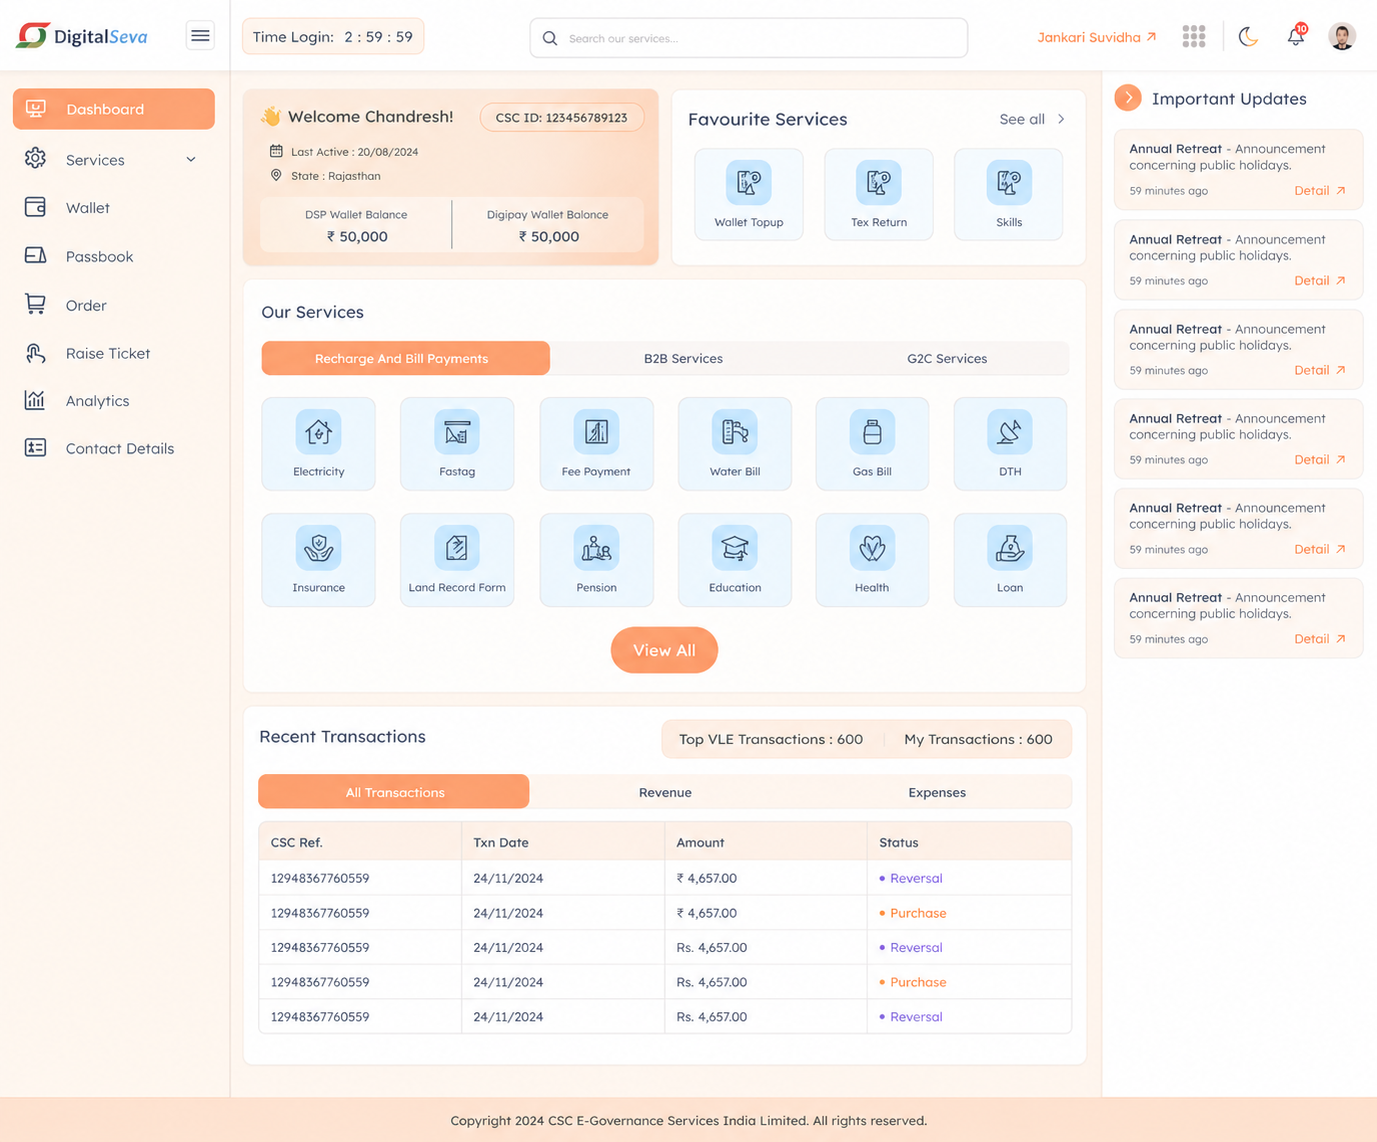 DigitalSeva
Time Login: 2 : 59 : 59
Search our services...
Jankari Suvidha
10
Dashboard
Services
Wallet
Passbook
Order
Raise Ticket
Analytics
Contact Details
Welcome Chandresh!
CSC ID: 123456789123
Last Active : 20/08/2024
State : Rajasthan
DSP Wallet Balance
₹ 50,000
Digipay Wallet Balance
₹ 50,000
Favourite Services
See all
Wallet Topup
Tex Return
Skills
Our Services
Recharge And Bill Payments
B2B Services
G2C Services
Electricity
Fastag
Fee Payment
Water Bill
Gas Bill
DTH
Insurance
Land Record Form
Pension
Education
Health
Loan
View All
Recent Transactions
Top VLE Transactions : 600
My Transactions : 600
All Transactions
Revenue
Expenses
CSC Ref. Txn Date Amount Status
12948367760559 24/11/2024 ₹ 4,657.00 Reversal
12948367760559 24/11/2024 ₹ 4,657.00 Purchase
12948367760559 24/11/2024 Rs. 4,657.00 Reversal
12948367760559 24/11/2024 Rs. 4,657.00 Purchase
12948367760559 24/11/2024 Rs. 4,657.00 Reversal
Important Updates
Annual Retreat - Announcement
concerning public holidays.
59 minutes ago
Detail
Annual Retreat - Announcement
concerning public holidays.
59 minutes ago
Detail
Annual Retreat - Announcement
concerning public holidays.
59 minutes ago
Detail
Annual Retreat - Announcement
concerning public holidays.
59 minutes ago
Detail
Annual Retreat - Announcement
concerning public holidays.
59 minutes ago
Detail
Annual Retreat - Announcement
concerning public holidays.
59 minutes ago
Detail
Copyright 2024 CSC E-Governance Services India Limited. All rights reserved.